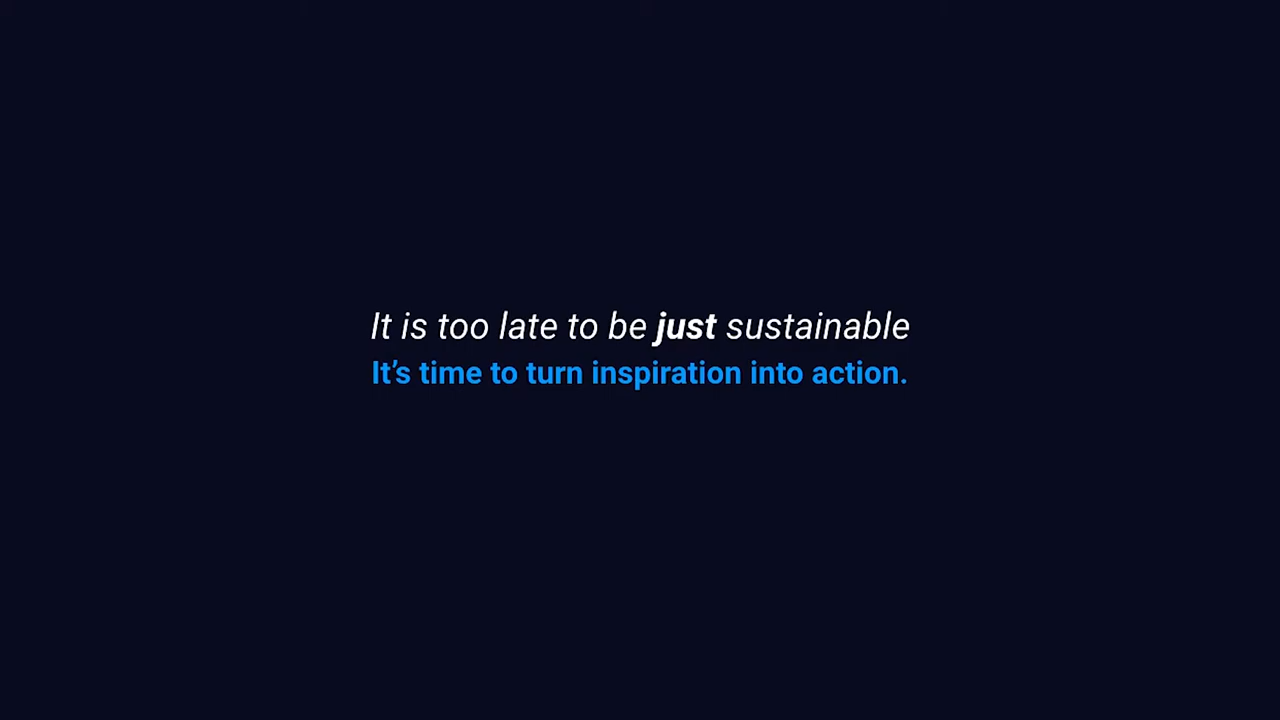 It is too late to be just sustainable
It’s time to turn inspiration into action.